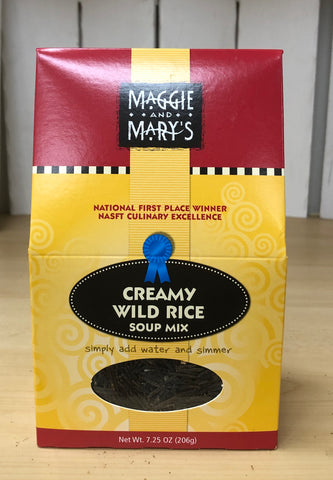 MAGGIE
AND
MARY'S
NATIONAL FIRST PLACE WINNER
NASFT CULINARY EXCELLENCE
CREAMY
WILD RICE
SOUP MIX
simply add water and simmer
Net Wt. 7.25 OZ (206g)